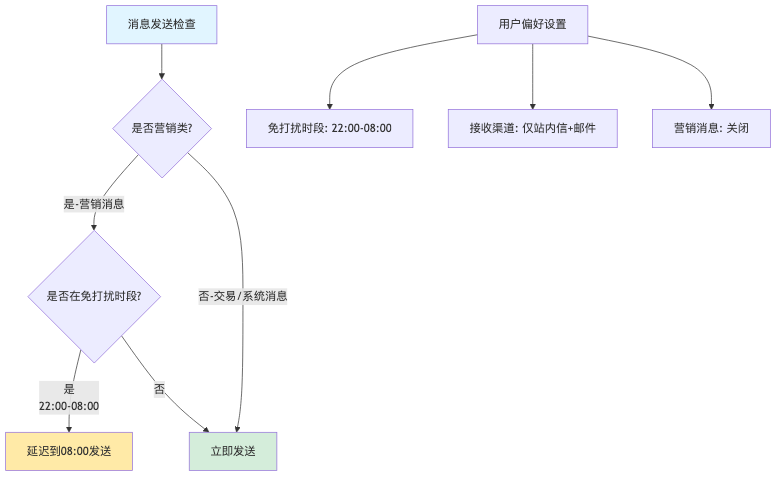 消息发送检查
用户偏好设置
是否营销类?
免打扰时段: 22:00-08:00
接收渠道: 仅站内信+邮件
营销消息: 关闭
是-营销消息
是否在免打扰时段?
否-交易/系统消息
是
22:00-08:00
否
延迟到08:00发送
立即发送